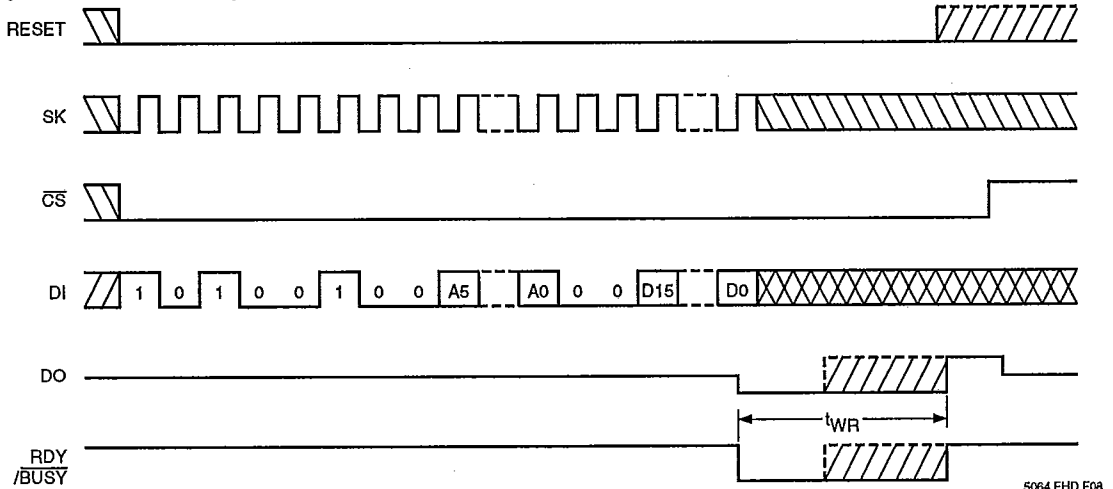 RESET
SK
CS
DI 1 0 1 0 0 1 0 0 A5 A0 0 0 D15 D0
DO
tWR
RDY
/BUSY
5064 FHD F08